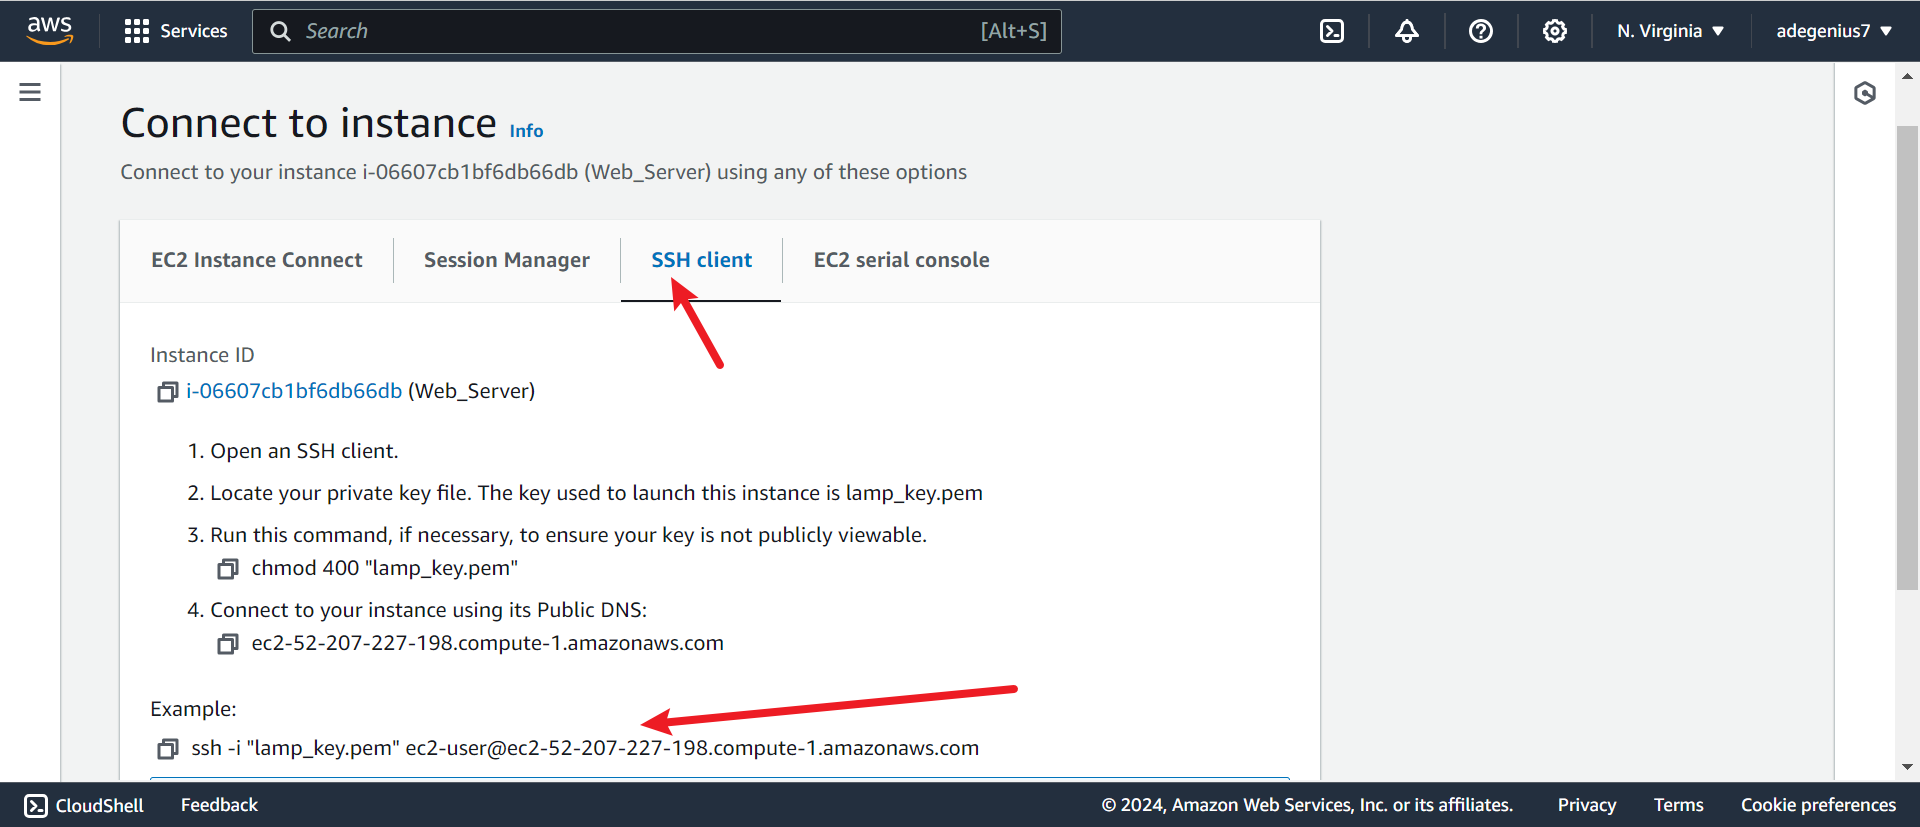 aws
Services
Search
[Alt+S]
N. Virginia
adegenius7
Connect to instance Info
Connect to your instance i-06607cb1bf6db66db (Web_Server) using any of these options
EC2 Instance Connect
Session Manager
SSH client
EC2 serial console
Instance ID
i-06607cb1bf6db66db (Web_Server)
1. Open an SSH client.
2. Locate your private key file. The key used to launch this instance is lamp_key.pem
3. Run this command, if necessary, to ensure your key is not publicly viewable.
chmod 400 "lamp_key.pem"
4. Connect to your instance using its Public DNS:
ec2-52-207-227-198.compute-1.amazonaws.com
Example:
ssh -i "lamp_key.pem" ec2-user@ec2-52-207-227-198.compute-1.amazonaws.com
CloudShell
Feedback
© 2024, Amazon Web Services, Inc. or its affiliates.
Privacy
Terms
Cookie preferences